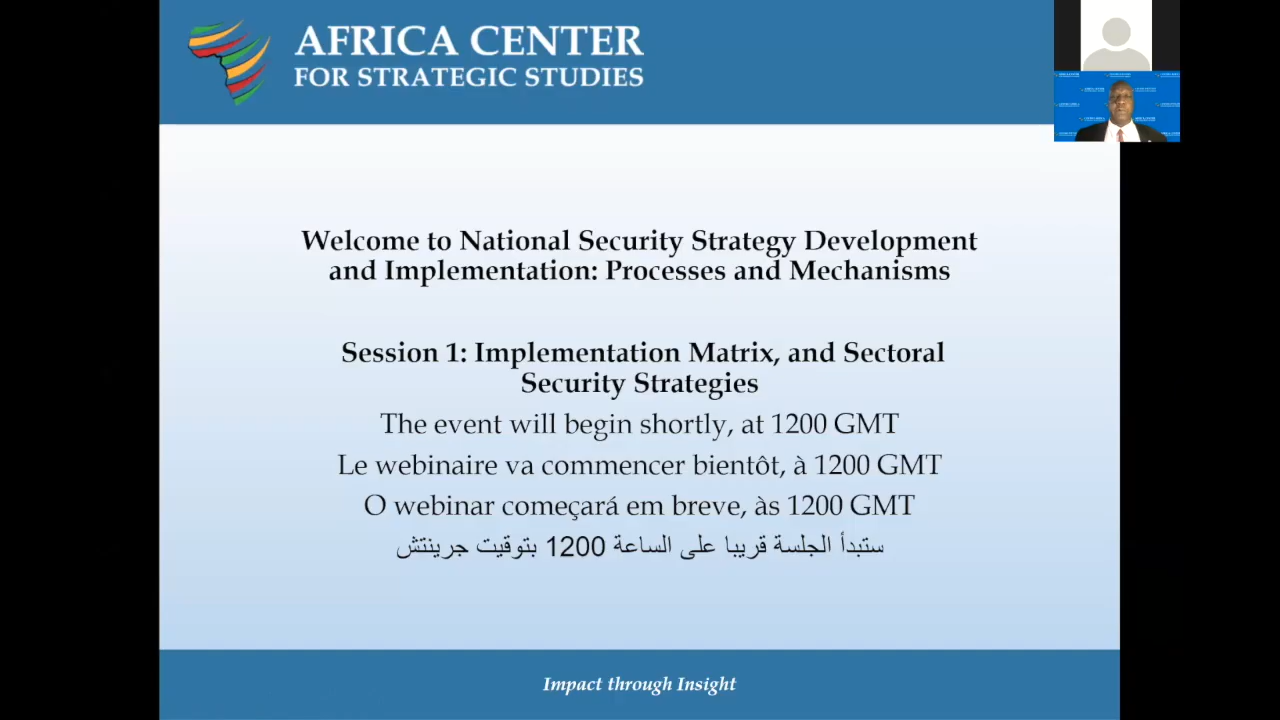 AFRICA CENTER
FOR STRATEGIC STUDIES
Welcome to National Security Strategy Development
and Implementation: Processes and Mechanisms
Session 1: Implementation Matrix, and Sectoral
Security Strategies
The event will begin shortly, at 1200 GMT
Le webinaire va commencer bientôt, à 1200 GMT
O webinar começará em breve, às 1200 GMT
ستبدأ الجلسة قريبا على الساعة 1200 بتوقيت جرينتش
Impact through Insight